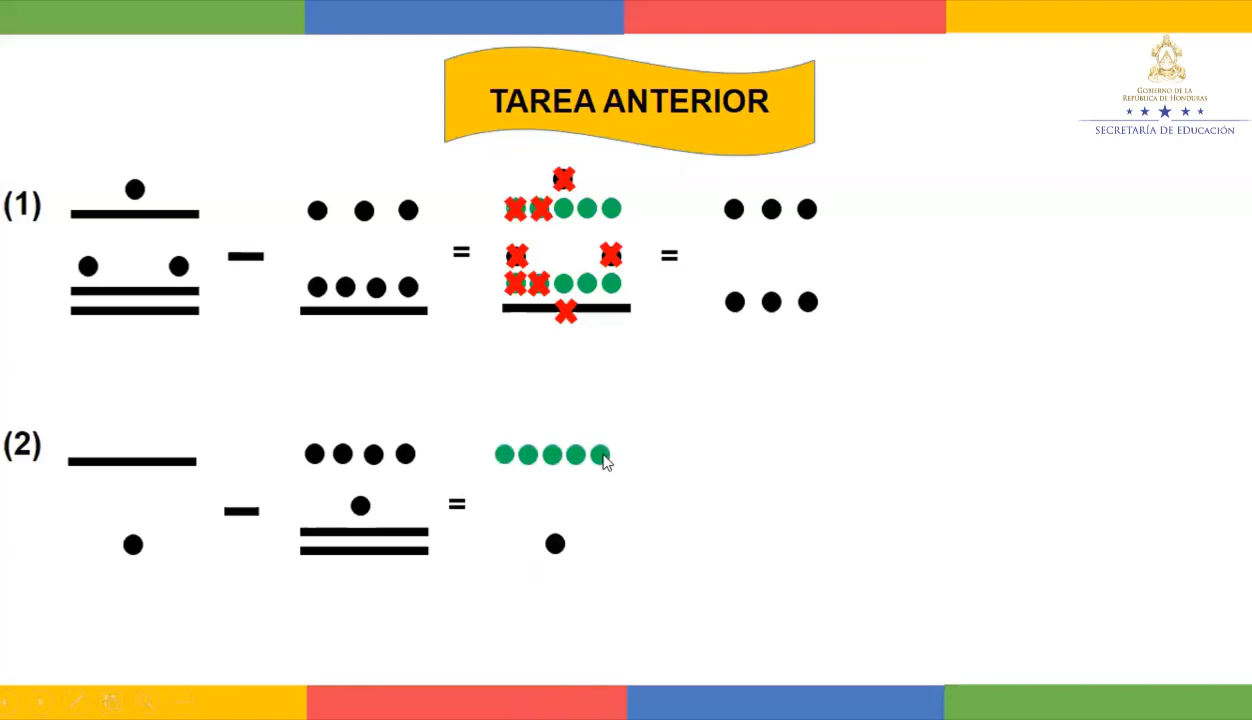 TAREA ANTERIOR
GOBIERNO DE LA
REPÚBLICA DE HONDURAS
SECRETARÍA DE EDUCACIÓN
(1)
=
=
(2)
=